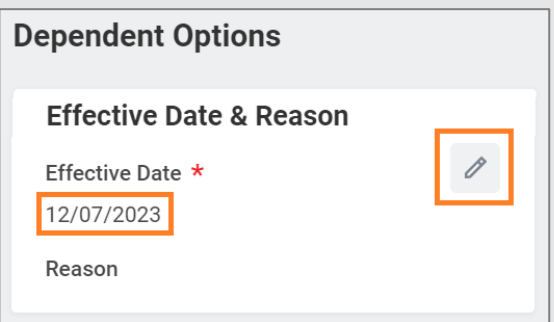 Dependent Options
Effective Date & Reason
Effective Date *
12/07/2023
Reason